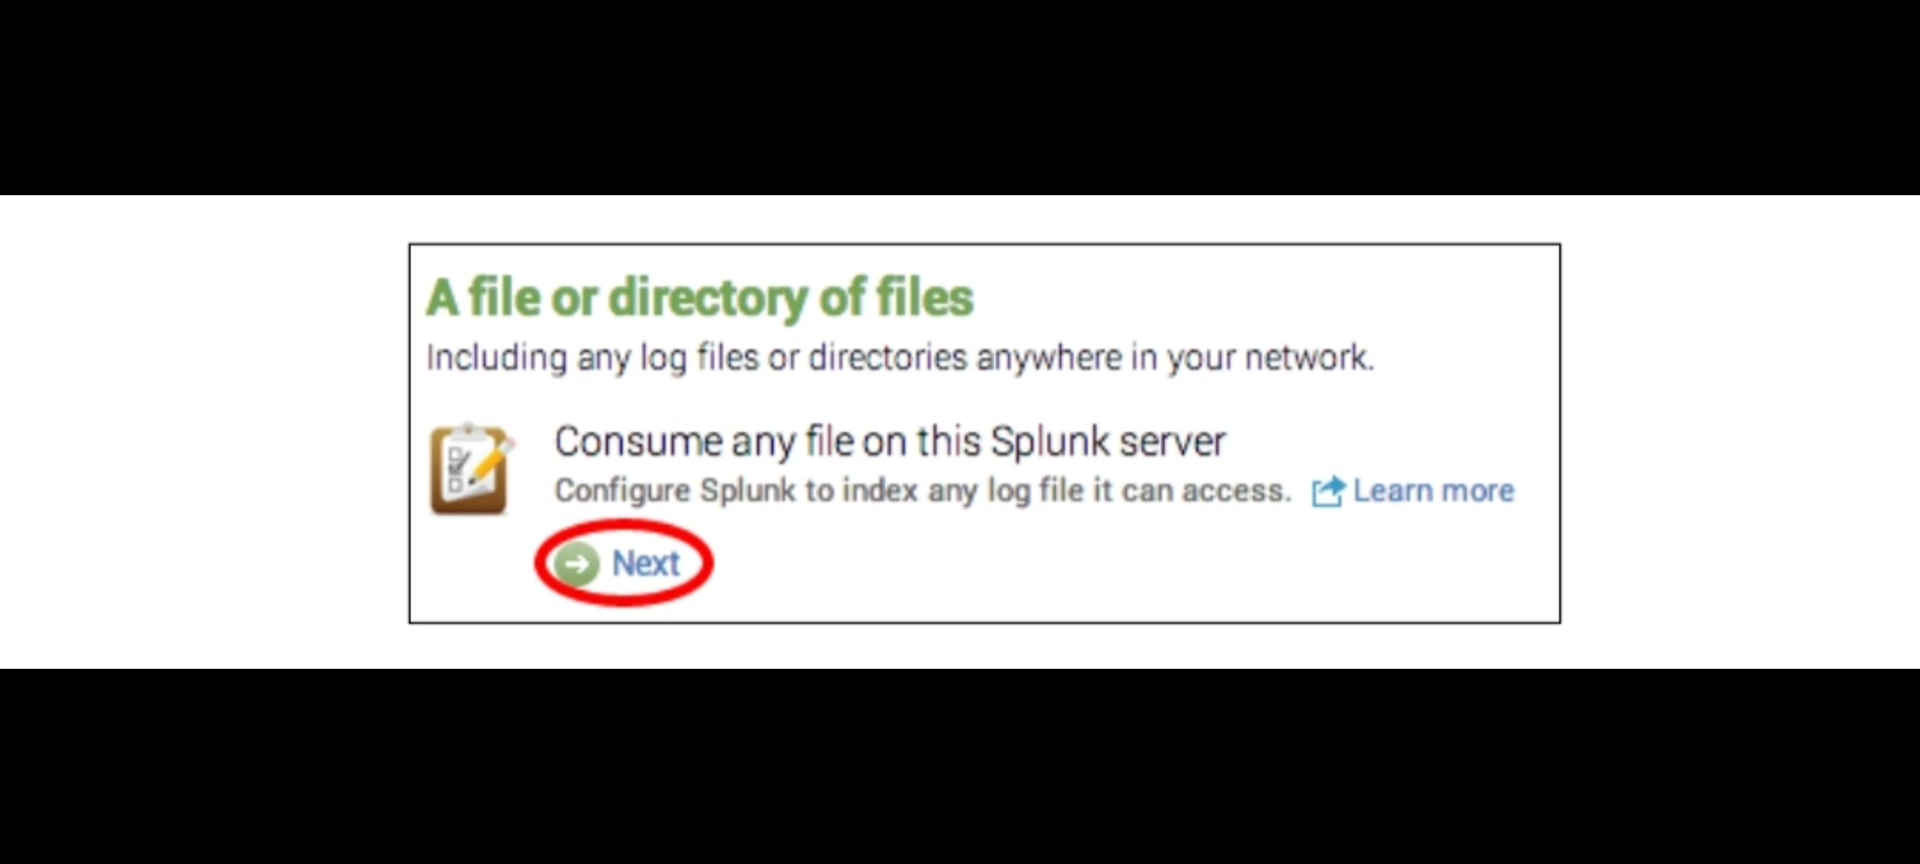 A file or directory of files
Including any log files or directories anywhere in your network.
Consume any file on this Splunk server
Configure Splunk to index any log file it can access. Learn more
Next